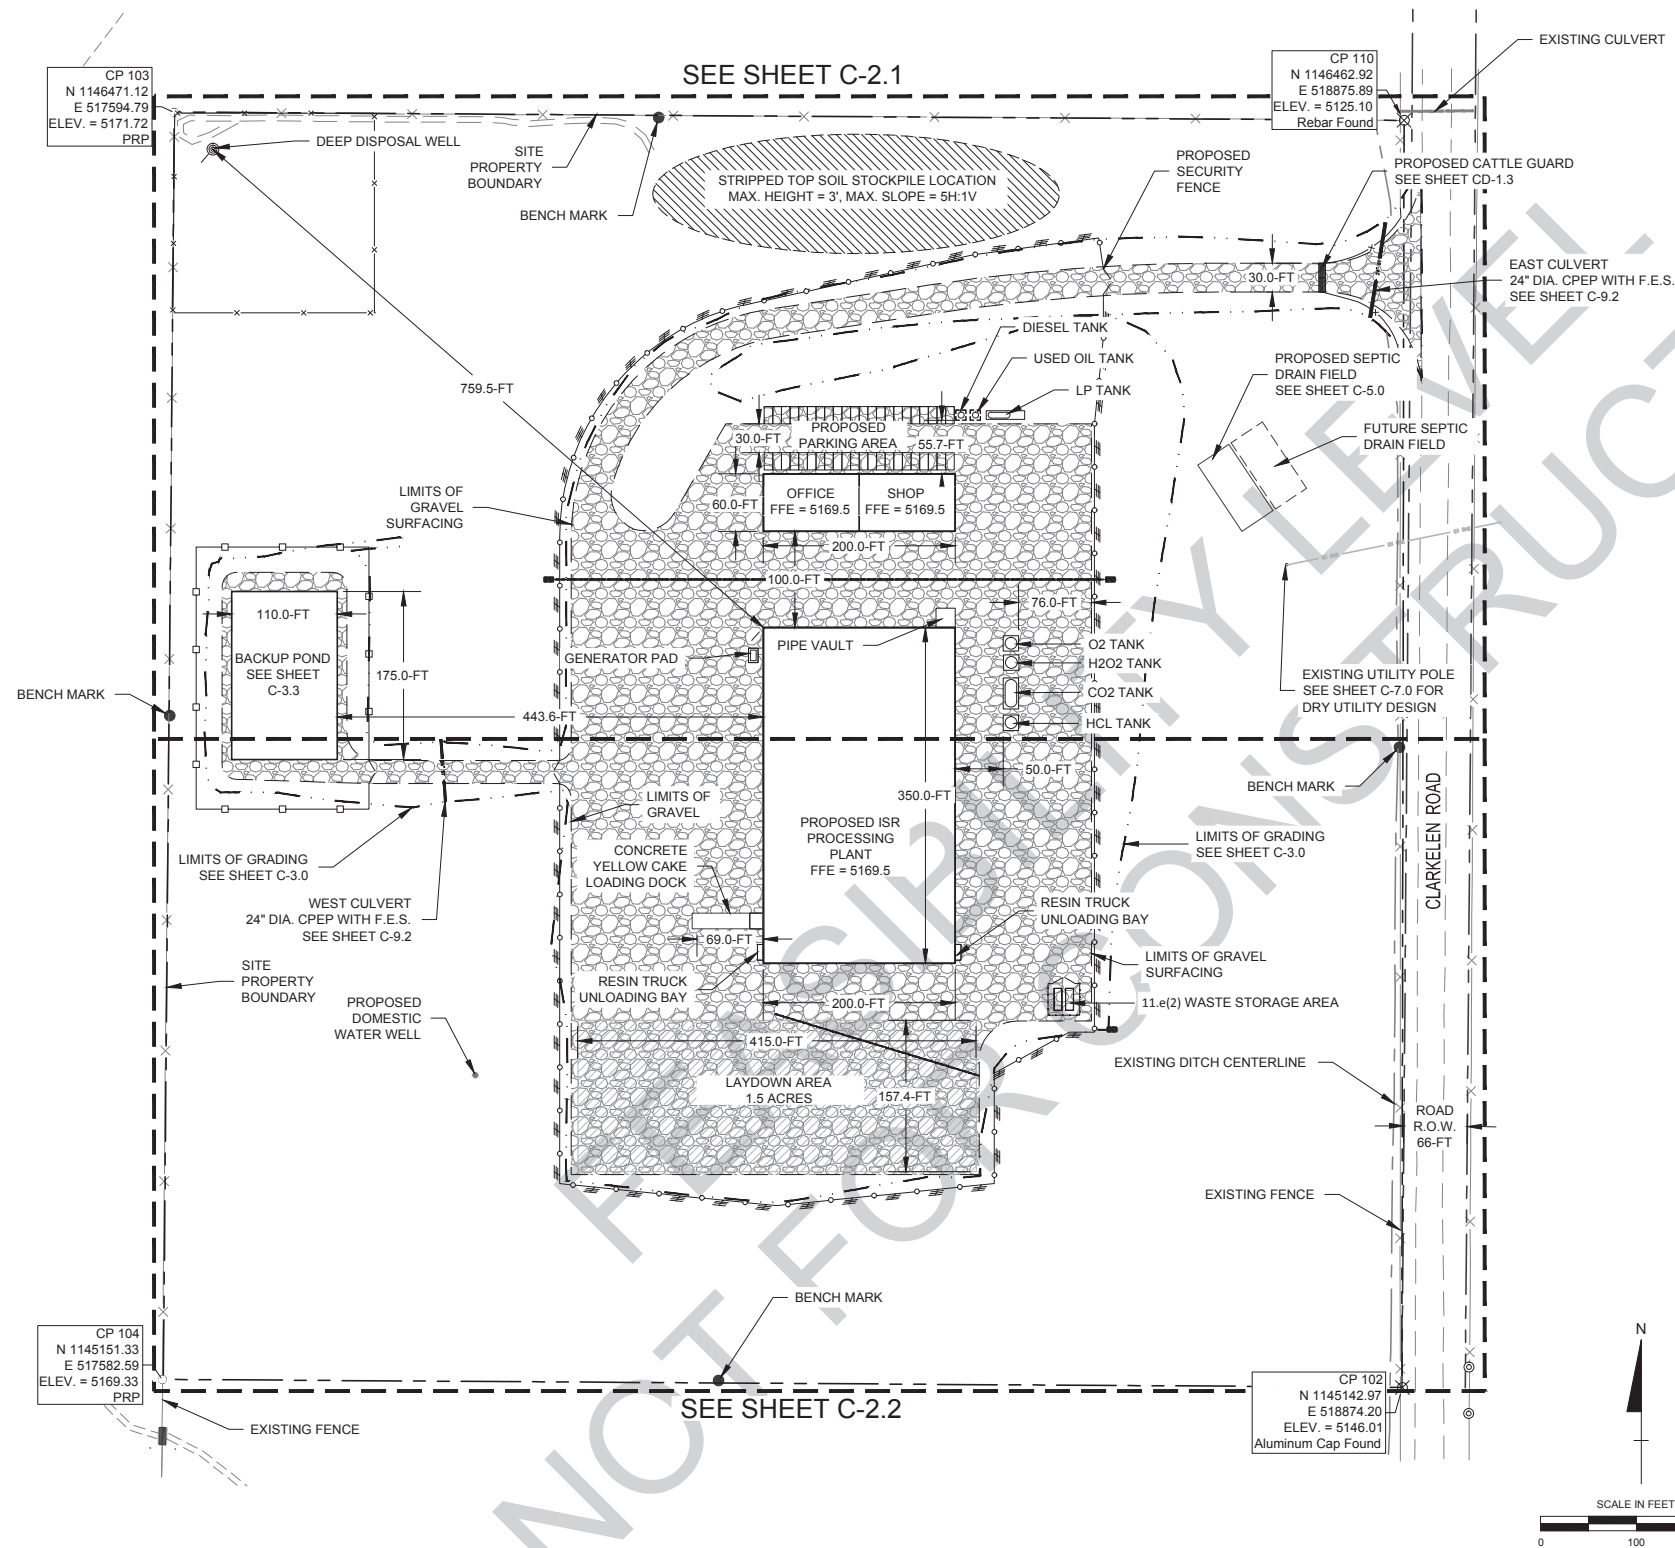 EXISTING CULVERT
SEE SHEET C-2.1
CP 103
N 1146471.12
E 517594.79
ELEV. = 5171.72
PRP
CP 110
N 1146462.92
E 518875.89
ELEV. = 5125.10
Rebar Found
DEEP DISPOSAL WELL
SITE
PROPERTY
BOUNDARY
BENCH MARK
STRIPPED TOP SOIL STOCKPILE LOCATION
MAX. HEIGHT = 3', MAX. SLOPE = 5H:1V
PROPOSED
SECURITY
FENCE
PROPOSED CATTLE GUARD
SEE SHEET CD-1.3
30.0-FT
EAST CULVERT
24" DIA. CPEP WITH F.E.S.
SEE SHEET C-9.2
DIESEL TANK
USED OIL TANK
LP TANK
PROPOSED SEPTIC
DRAIN FIELD
SEE SHEET C-5.0
FUTURE SEPTIC
DRAIN FIELD
759.5-FT
30.0-FT
PROPOSED
PARKING AREA
55.7-FT
LIMITS OF
GRAVEL
SURFACING
60.0-FT
OFFICE
FFE = 5169.5
SHOP
FFE = 5169.5
200.0-FT
100.0-FT
76.0-FT
110.0-FT
BACKUP POND
SEE SHEET
C-3.3
175.0-FT
GENERATOR PAD
PIPE VAULT
O2 TANK
H2O2 TANK
CO2 TANK
HCL TANK
EXISTING UTILITY POLE
SEE SHEET C-7.0 FOR
DRY UTILITY DESIGN
BENCH MARK
443.6-FT
50.0-FT
BENCH MARK
350.0-FT
LIMITS OF
GRAVEL
PROPOSED ISR
PROCESSING
PLANT
FFE = 5169.5
CONCRETE
YELLOW CAKE
LOADING DOCK
LIMITS OF GRADING
SEE SHEET C-3.0
LIMITS OF GRADING
SEE SHEET C-3.0
CLARKELEN ROAD
WEST CULVERT
24" DIA. CPEP WITH F.E.S.
SEE SHEET C-9.2
69.0-FT
RESIN TRUCK
UNLOADING BAY
LIMITS OF GRAVEL
SURFACING
SITE
PROPERTY
BOUNDARY
RESIN TRUCK
UNLOADING BAY
200.0-FT
11.e(2) WASTE STORAGE AREA
PROPOSED
DOMESTIC
WATER WELL
415.0-FT
EXISTING DITCH CENTERLINE
LAYDOWN AREA
1.5 ACRES
157.4-FT
ROAD
R.O.W.
66-FT
EXISTING FENCE
BENCH MARK
CP 104
N 1145151.33
E 517582.59
ELEV. = 5169.33
PRP
N
SEE SHEET C-2.2
CP 102
N 1145142.97
E 518874.20
ELEV. = 5146.01
Aluminum Cap Found
EXISTING FENCE
SCALE IN FEET
0 100
FEASIBILITY LEVEL
NOT FOR CONSTRUCT